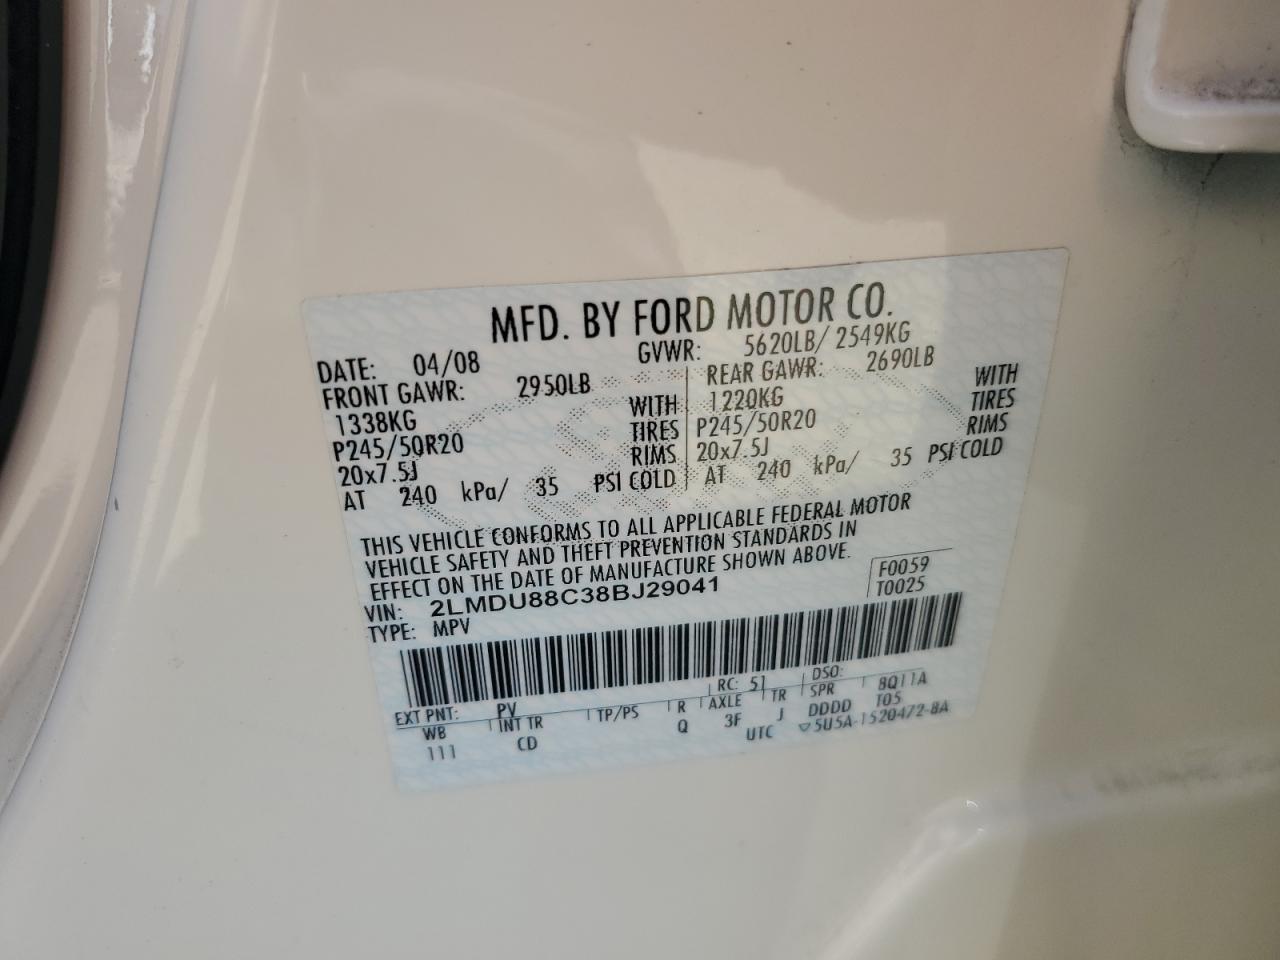 MFD. BY FORD MOTOR CO.
DATE: 04/08 GVWR: 5620LB/ 2549KG
FRONT GAWR: 2950LB REAR GAWR: 2690LB
1338KG WITH 1220KG WITH
P245/50R20 TIRES P245/50R20 TIRES
20x7.5J RIMS 20x7.5J RIMS
AT 240 kPa/ 35 PSI COLD AT 240 kPa/ 35 PSI COLD
THIS VEHICLE CONFORMS TO ALL APPLICABLE FEDERAL MOTOR
VEHICLE SAFETY AND THEFT PREVENTION STANDARDS IN
EFFECT ON THE DATE OF MANUFACTURE SHOWN ABOVE.
VIN: 2LMDU88C38BJ29041 F0059
TYPE: MPV T0025
EXT PNT: PV RC: 51 DSO:
WB INT TR TP/PS R AXLE TR SPR 8Q11A
111 CD Q 3F J DDDD T05
UTC ▽5U5A-1520472-8A